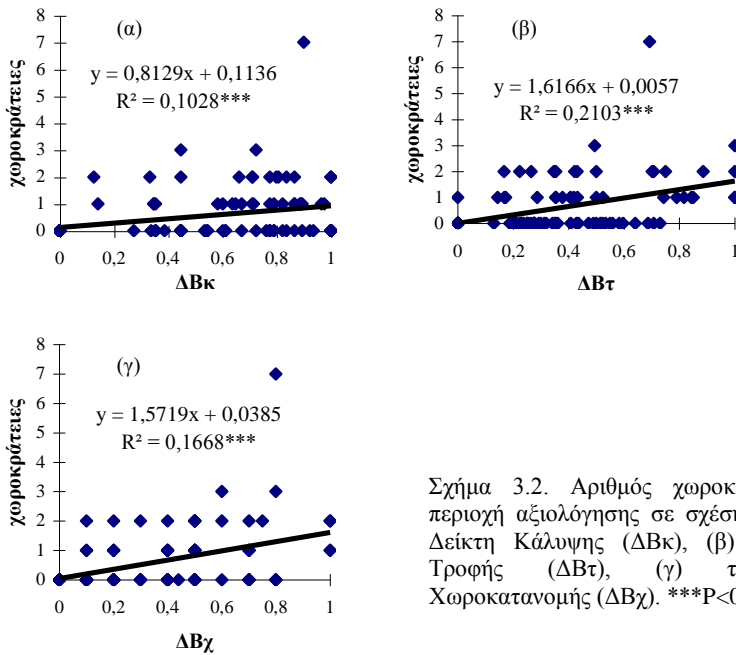 (α)
8
7
6
5
4
3
2
1
0
χωροκράτειες
y = 0,8129x + 0,1136
R² = 0,1028***
0 0,2 0,4 0,6 0,8 1
ΔΒκ
(β)
8
7
6
5
4
3
2
1
0
χωροκράτειες
y = 1,6166x + 0,0057
R² = 0,2103***
0 0,2 0,4 0,6 0,8 1
ΔΒτ
(γ)
8
7
6
5
4
3
2
1
0
χωροκράτειες
y = 1,5719x + 0,0385
R² = 0,1668***
0 0,2 0,4 0,6 0,8 1
ΔΒχ
Σχήμα 3.2. Αριθμός χωροκ
περιοχή αξιολόγησης σε σχέσ
Δείκτη Κάλυψης (ΔΒκ), (β)
Τροφής (ΔΒτ), (γ) τ
Χωροκατανομής (ΔΒχ). ***P<0